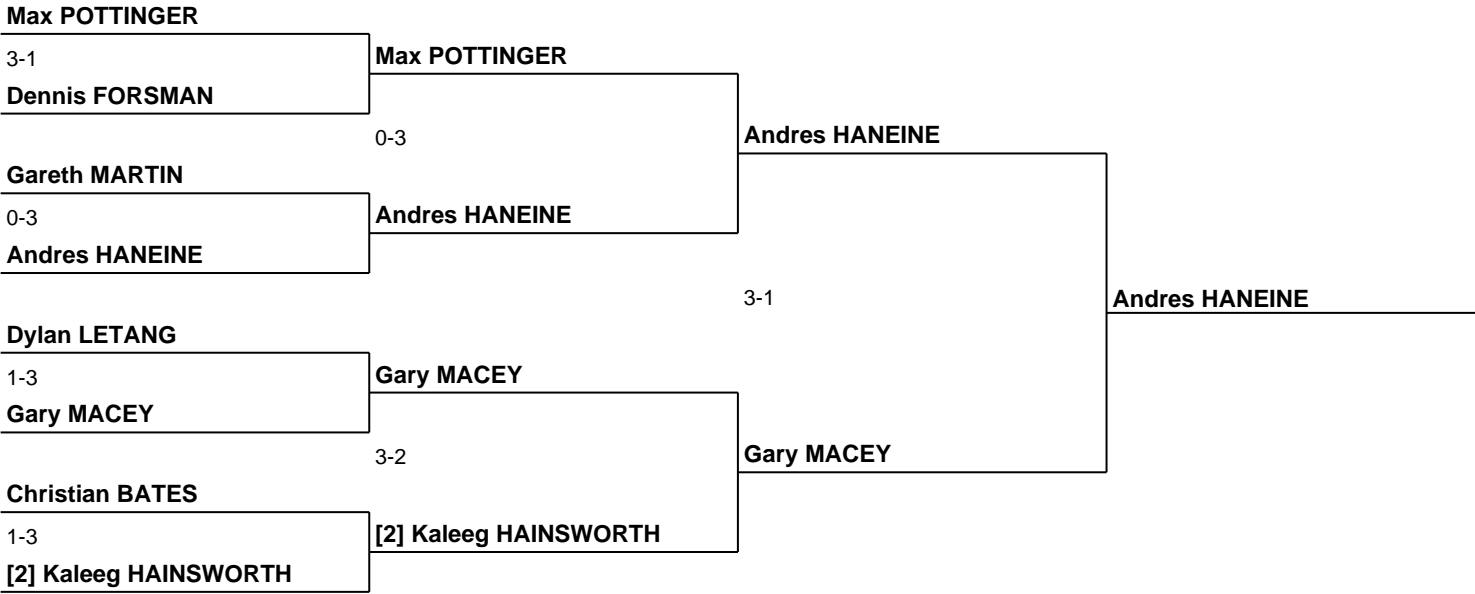 Max POTTINGER
3-1
Max POTTINGER
Dennis FORSMAN
0-3
Andres HANEINE
Gareth MARTIN
0-3
Andres HANEINE
Andres HANEINE
3-1
Andres HANEINE
Dylan LETANG
1-3
Gary MACEY
Gary MACEY
3-2
Gary MACEY
Christian BATES
1-3
[2] Kaleeg HAINSWORTH
[2] Kaleeg HAINSWORTH